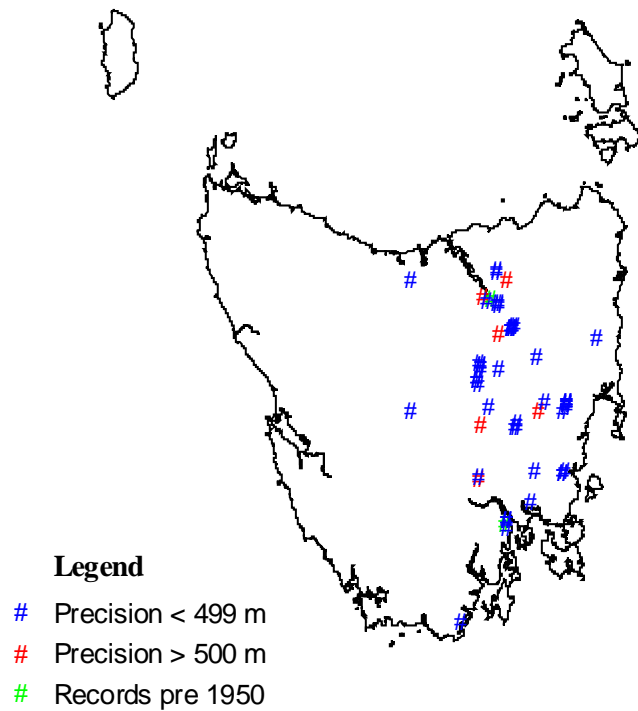 Legend
# Precision < 499 m
# Precision > 500 m
# Records pre 1950